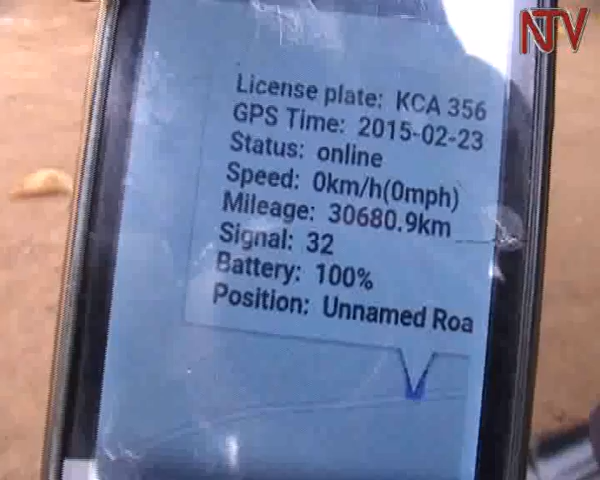 NTV
License plate: KCA 356
GPS Time: 2015-02-23
Status: online
Speed: 0km/h(0mph)
Mileage: 30680.9km
Signal: 32
Battery: 100%
Position: Unnamed Roa